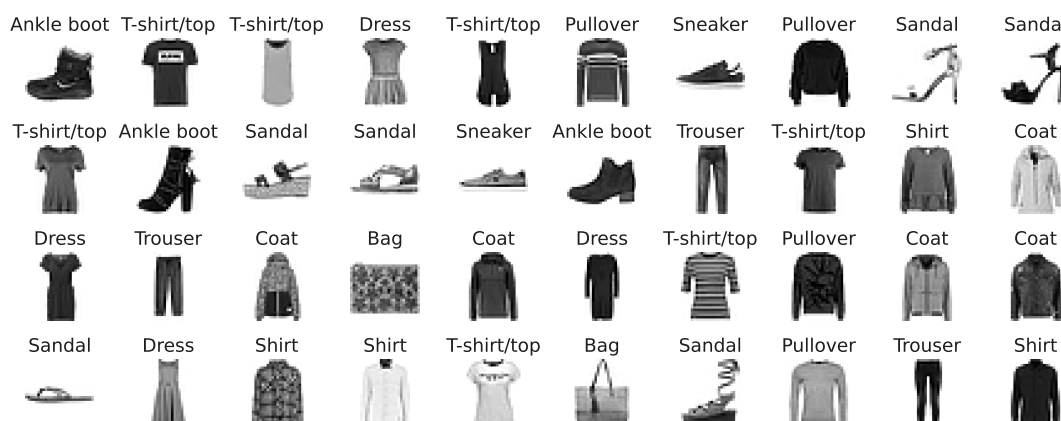 Ankle boot T-shirt/top T-shirt/top Dress T-shirt/top Pullover Sneaker Pullover Sandal Sanda
T-shirt/top Ankle boot Sandal Sandal Sneaker Ankle boot Trouser T-shirt/top Shirt Coat
Dress Trouser Coat Bag Coat Dress T-shirt/top Pullover Coat Coat
Sandal Dress Shirt Shirt T-shirt/top Bag Sandal Pullover Trouser Shirt